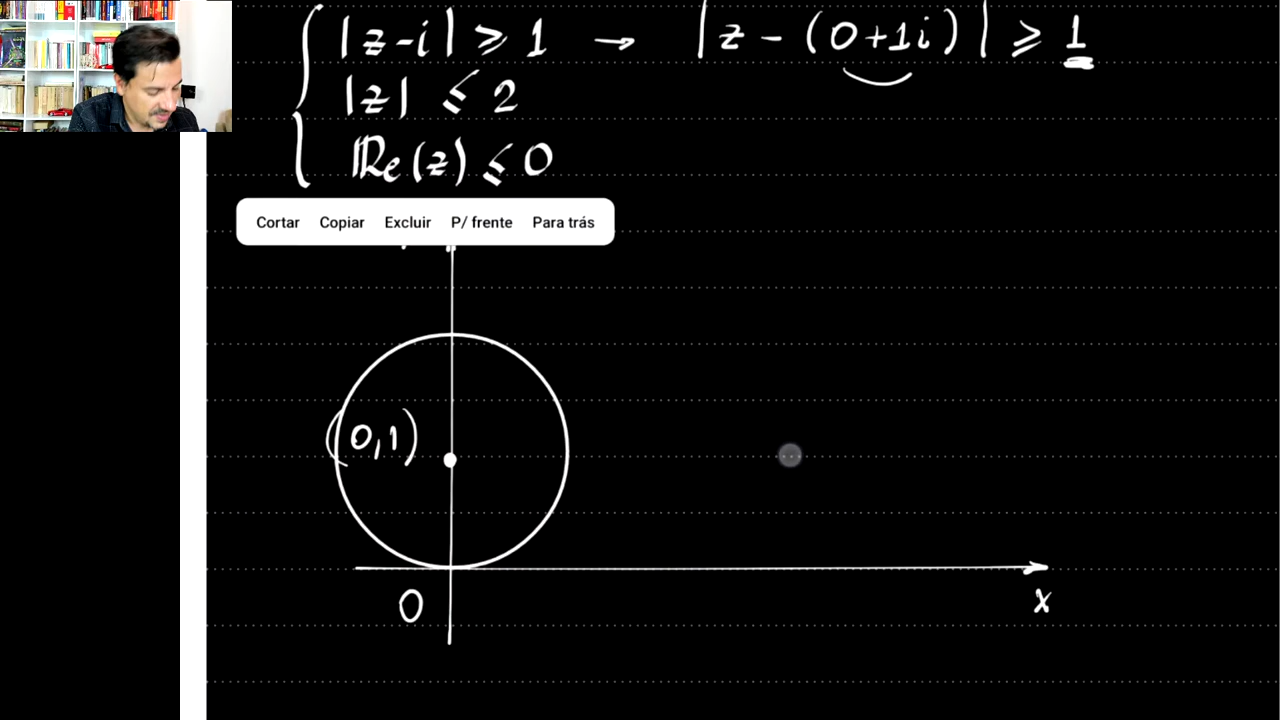 |z-i| ⩾ 1 → |z - (0+1i)| ⩾ 1
|z| ⩽ 2
Re(z) ⩽ 0
Cortar Copiar Excluir P/ frente Para trás
(0,1)
0
x